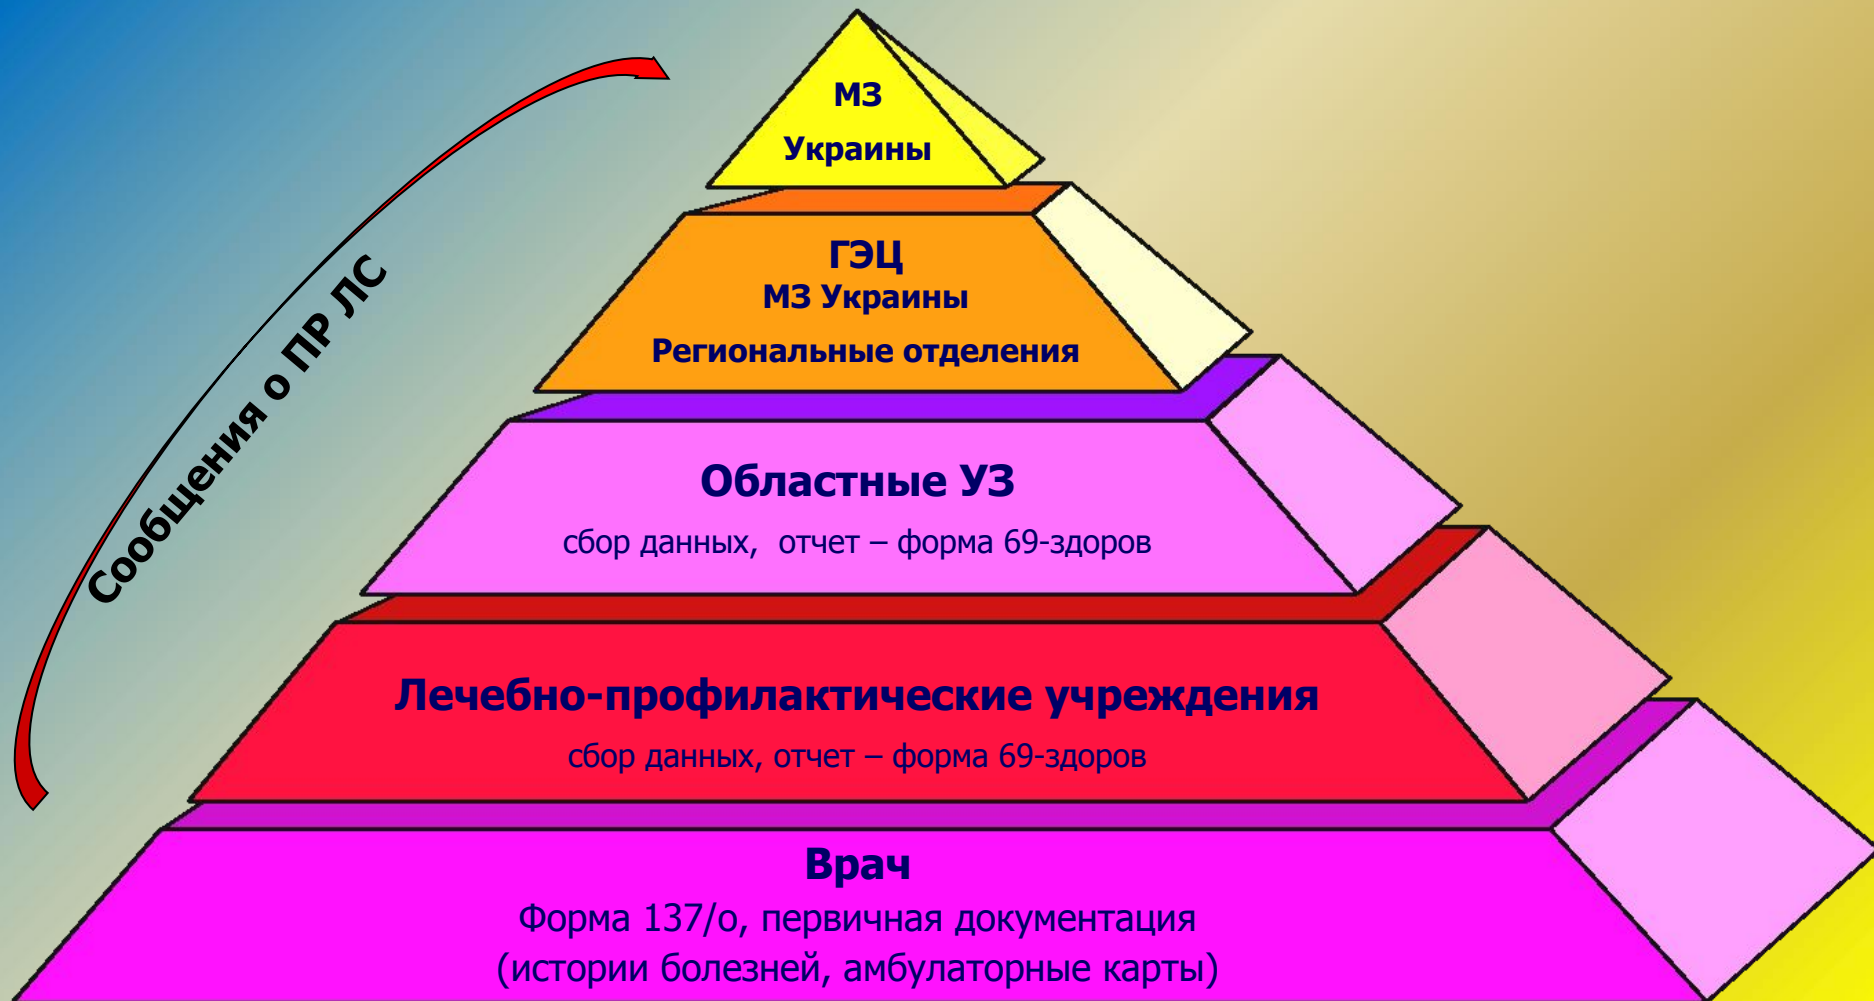 МЗ
Украины
ГЭЦ
МЗ Украины
Региональные отделения
Сообщения о ПР ЛС
Областные УЗ
сбор данных, отчет – форма 69-здоров
Лечебно-профилактические учреждения
сбор данных, отчет – форма 69-здоров
Врач
Форма 137/о, первичная документация
(истории болезней, амбулаторные карты)